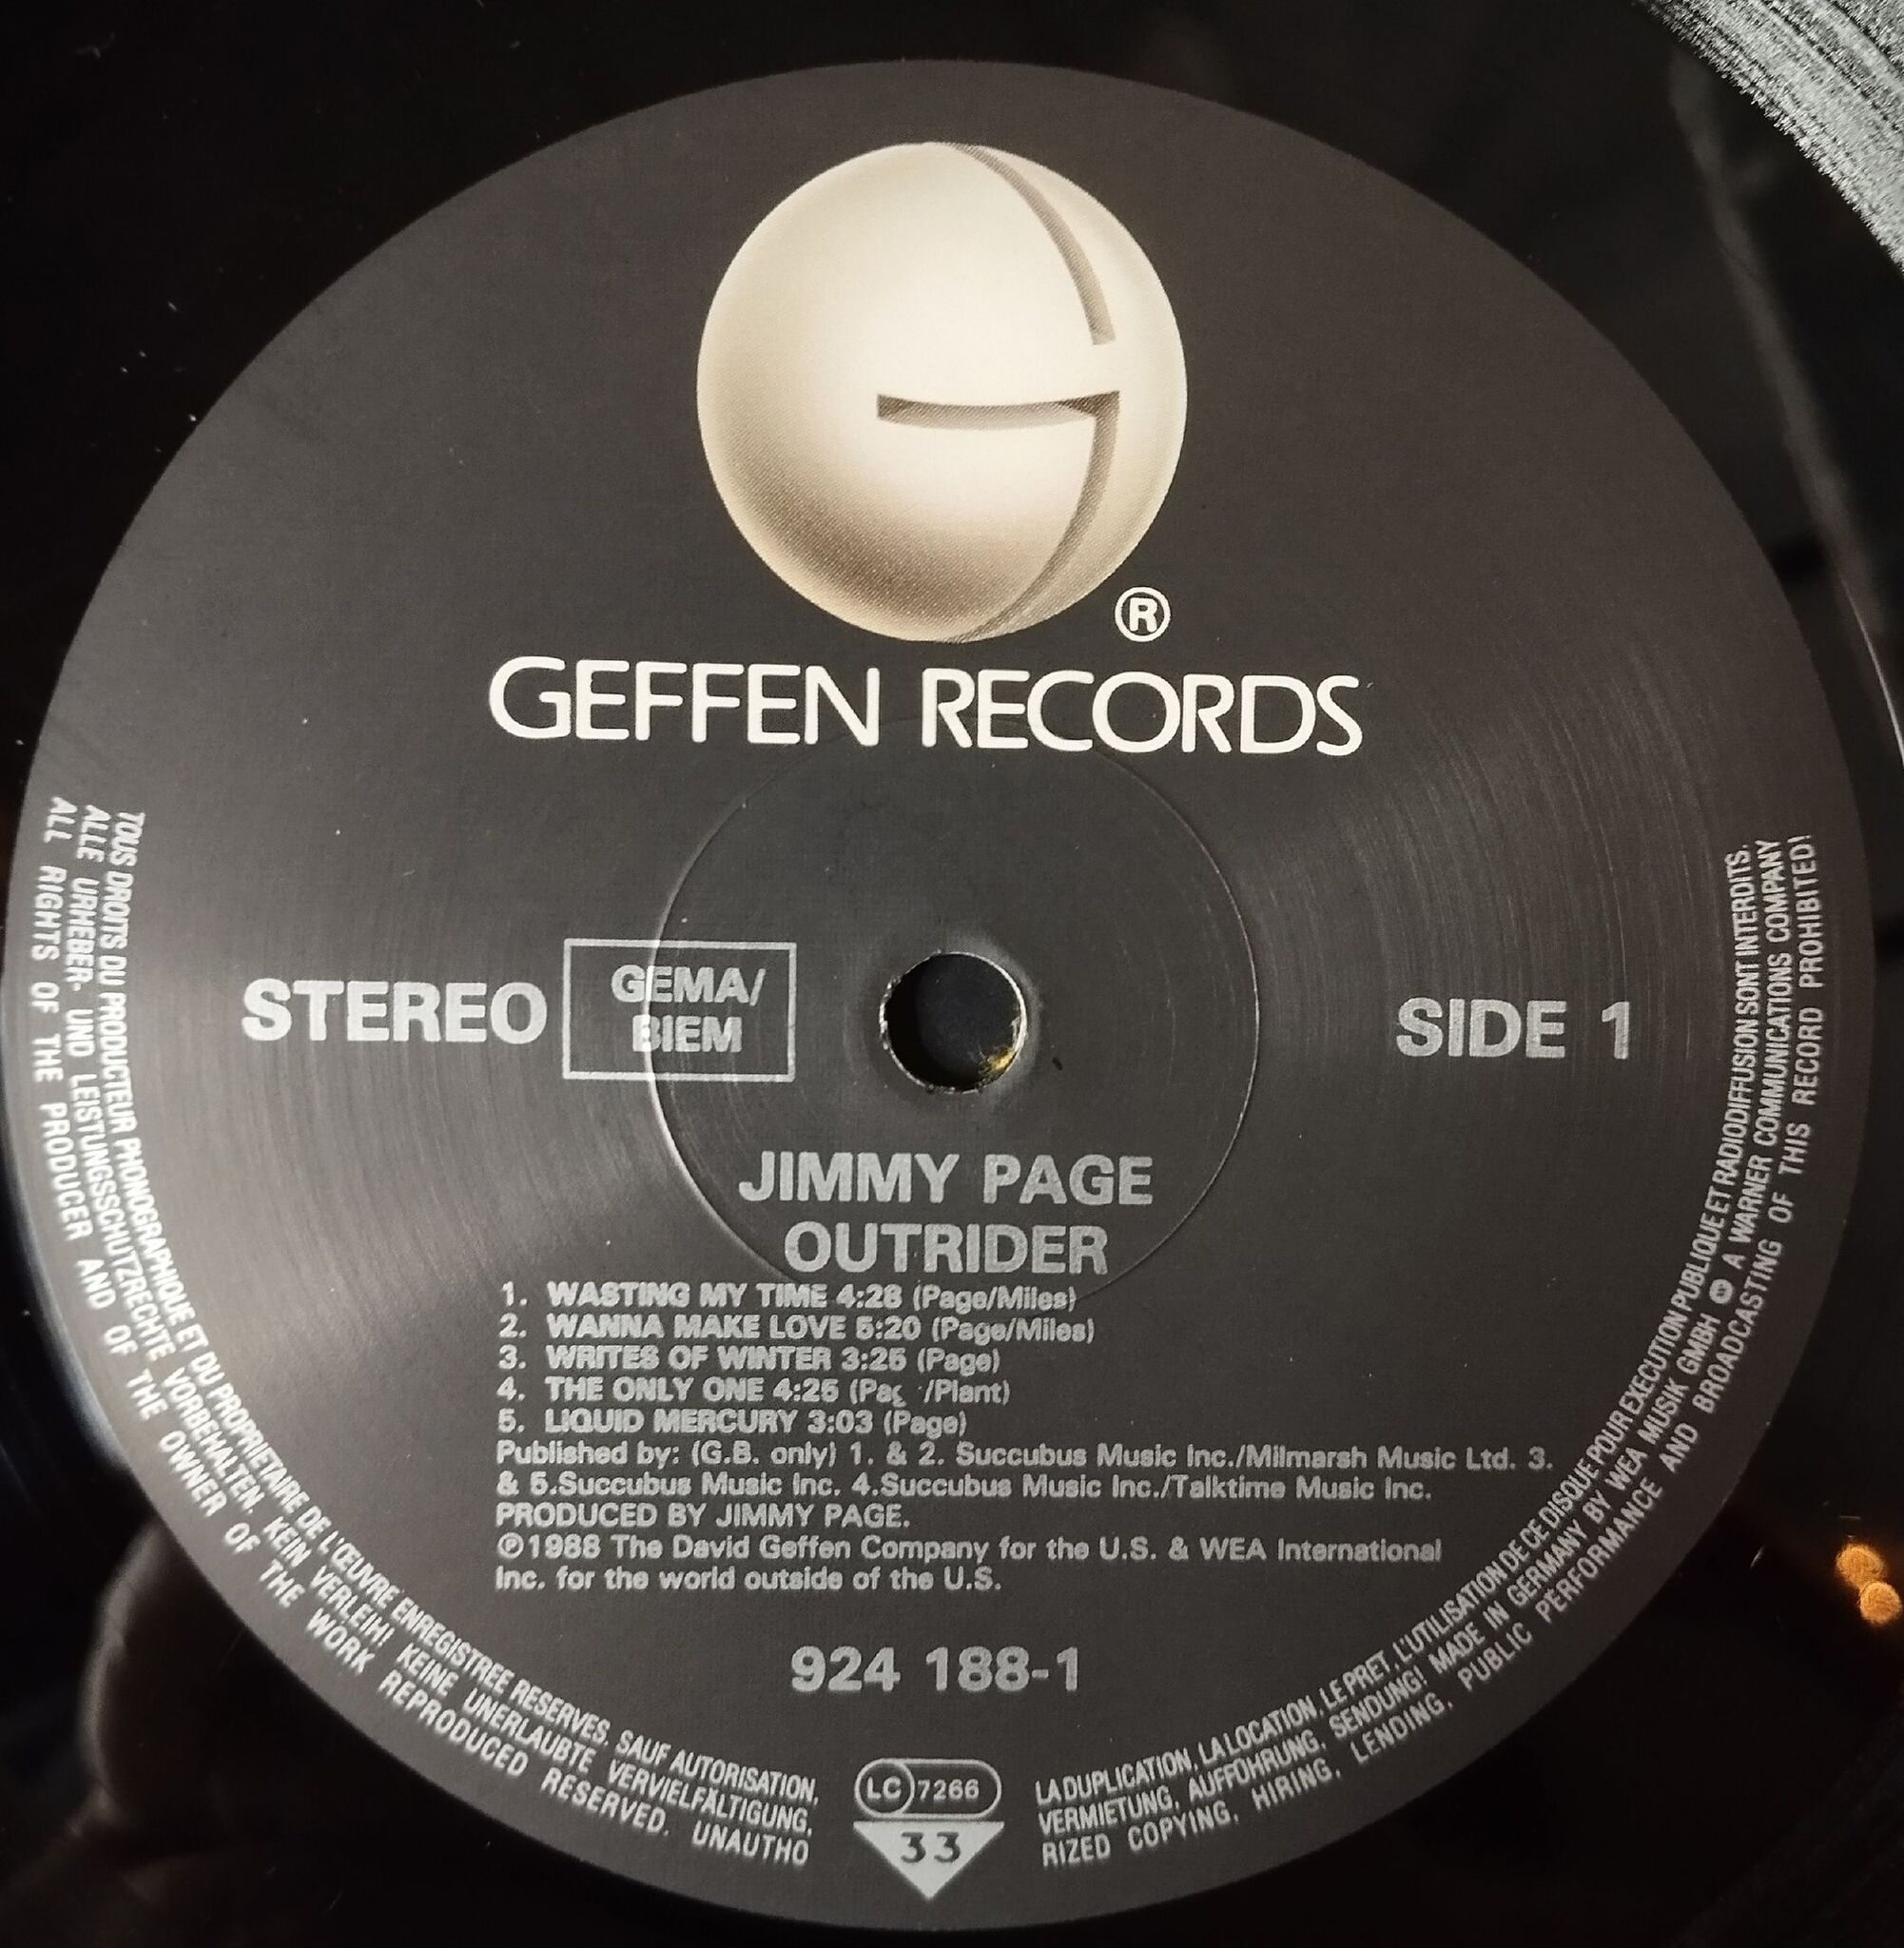 ®
GEFFEN RECORDS
STEREO
GEMA/
BIEM
SIDE 1
JIMMY PAGE
OUTRIDER
1. WASTING MY TIME 4:28 (Page/Miles)
2. WANNA MAKE LOVE 5:20 (Page/Miles)
3. WRITES OF WINTER 3:25 (Page)
4. THE ONLY ONE 4:25 (Pag /Plant)
5. LIQUID MERCURY 3:03 (Page)
Published by: (G.B. only) 1. & 2. Succubus Music Inc./Milmarsh Music Ltd. 3.
& 5.Succubus Music Inc. 4.Succubus Music Inc./Talktime Music Inc.
PRODUCED BY JIMMY PAGE.
℗1988 The David Geffen Company for the U.S. & WEA International
Inc. for the world outside of the U.S.
924 188-1
LC 7266
33
TOUS DROITS DU PRODUCTEUR PHONOGRAPHIQUE ET DU PROPRIETAIRE DE L'ŒUVRE ENREGISTREE RESERVES. SAUF AUTORISATION, LA DUPLICATION, LA LOCATION, LE PRET, L'UTILISATION DE CE DISQUE POUR EXECUTION PUBLIQUE ET RADIODIFFUSION SONT INTERDITS.
ALLE URHEBER- UND LEISTUNGSSCHUTZRECHTE VORBEHALTEN. KEIN VERLEIH! KEINE UNERLAUBTE VERVIELFÄLTIGUNG, VERMIETUNG, AUFFÜHRUNG, SENDUNG! MADE IN GERMANY BY WEA MUSIK GMBH A WARNER COMMUNICATIONS COMPANY
ALL RIGHTS OF THE PRODUCER AND OF THE OWNER OF THE WORK REPRODUCED RESERVED. UNAUTHORIZED COPYING, HIRING, LENDING, PUBLIC PERFORMANCE AND BROADCASTING OF THIS RECORD PROHIBITED!